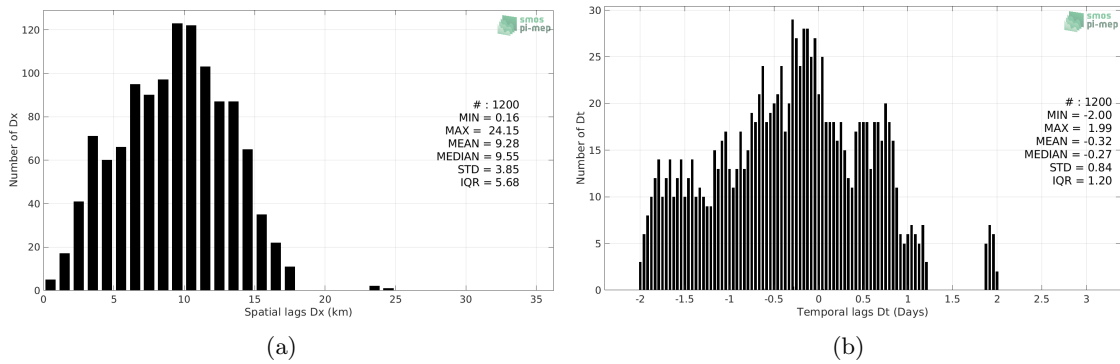 120
100
80
60
40
20
0
Number of Dx
smos
pi-mep
# : 1200
MIN = 0.16
MAX = 24.15
MEAN = 9.28
MEDIAN = 9.55
STD = 3.85
IQR = 5.68
0 5 10 15 20 25 30 35
Spatial lags Dx (km)
(a)
30
25
20
15
10
5
0
Number of Dt
smos
pi-mep
# : 1200
MIN = -2.00
MAX = 1.99
MEAN = -0.32
MEDIAN = -0.27
STD = 0.84
IQR = 1.20
-2 -1.5 -1 -0.5 0 0.5 1 1.5 2 2.5 3
Temporal lags Dt (Days)
(b)